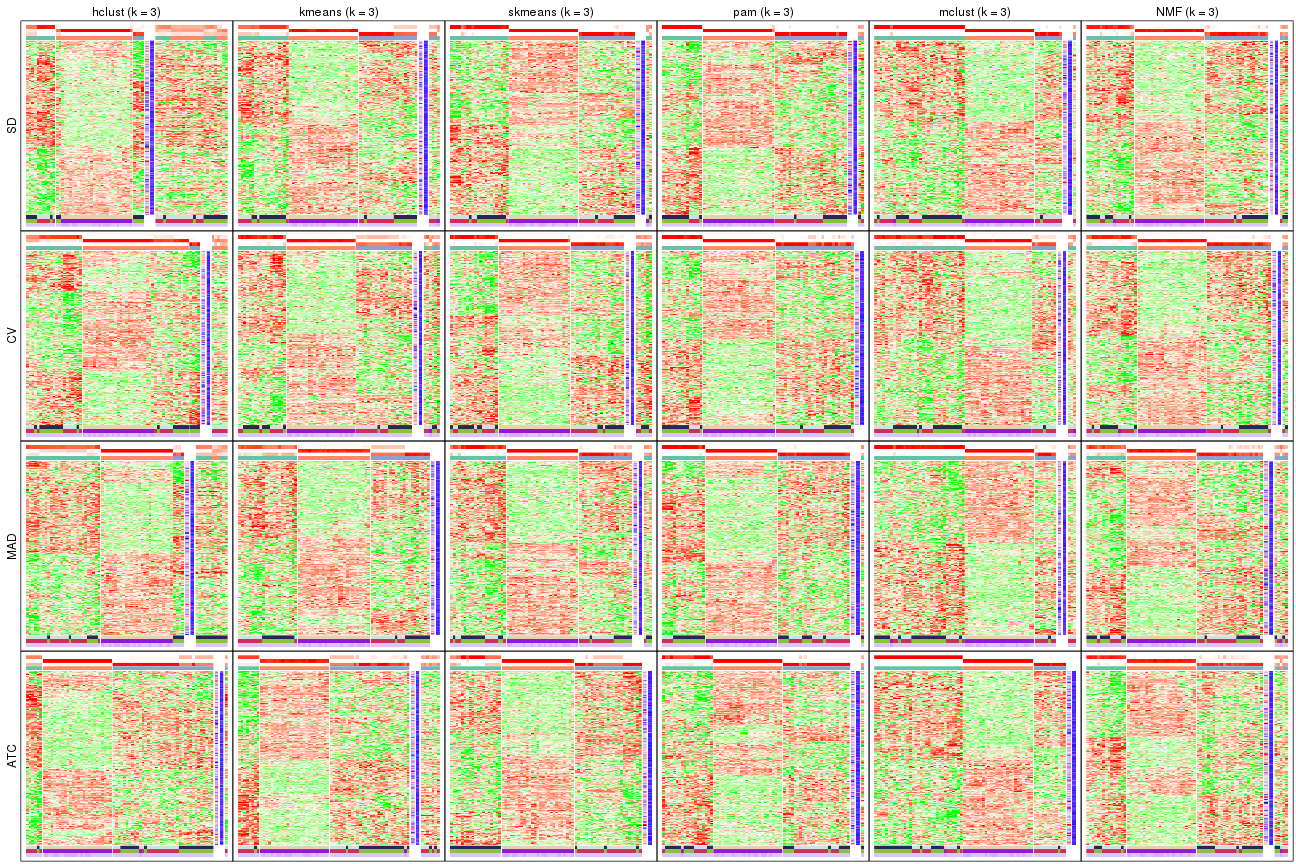 hclust (k = 3)
kmeans (k = 3)
skmeans (k = 3)
pam (k = 3)
mclust (k = 3)
NMF (k = 3)
SD
CV
MAD
ATC